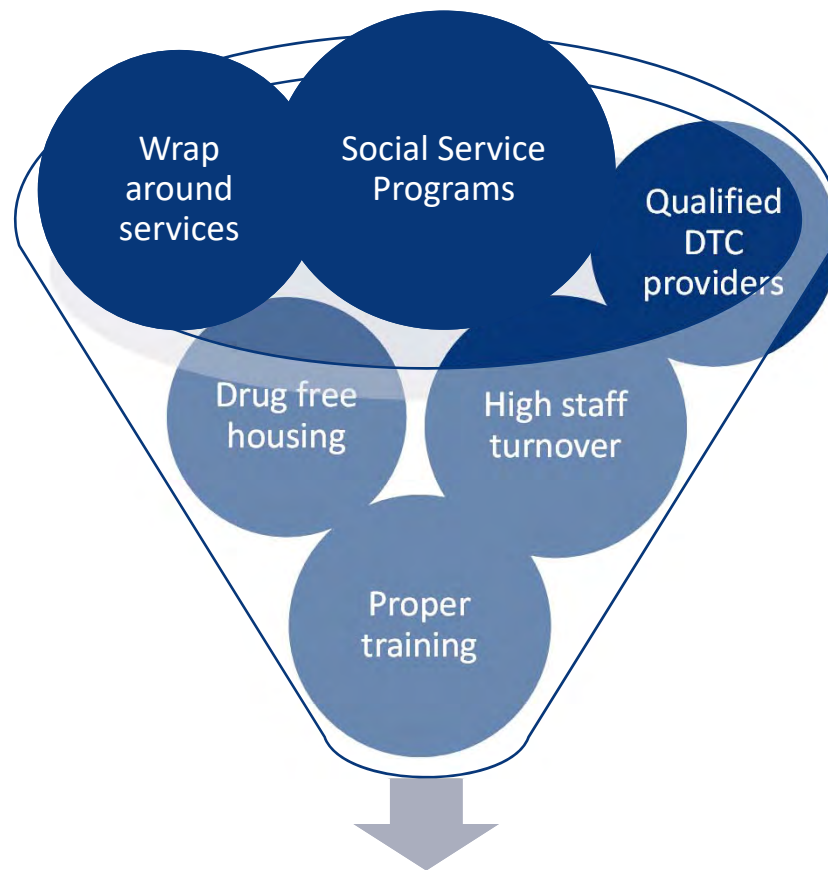 Wrap
around
services
Social Service
Programs
Qualified
DTC
providers
Drug free
housing
High staff
turnover
Proper
training